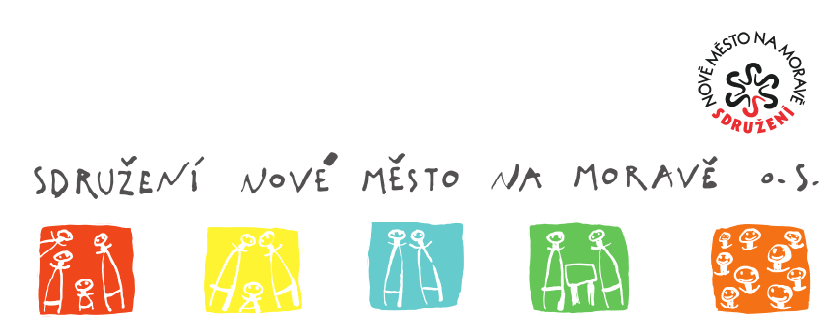 NOVÉ MĚSTO NA MORAVĚ
SDRUŽENÍ
SDRUŽENÍ NOVÉ MĚSTO NA MORAVĚ o.s.